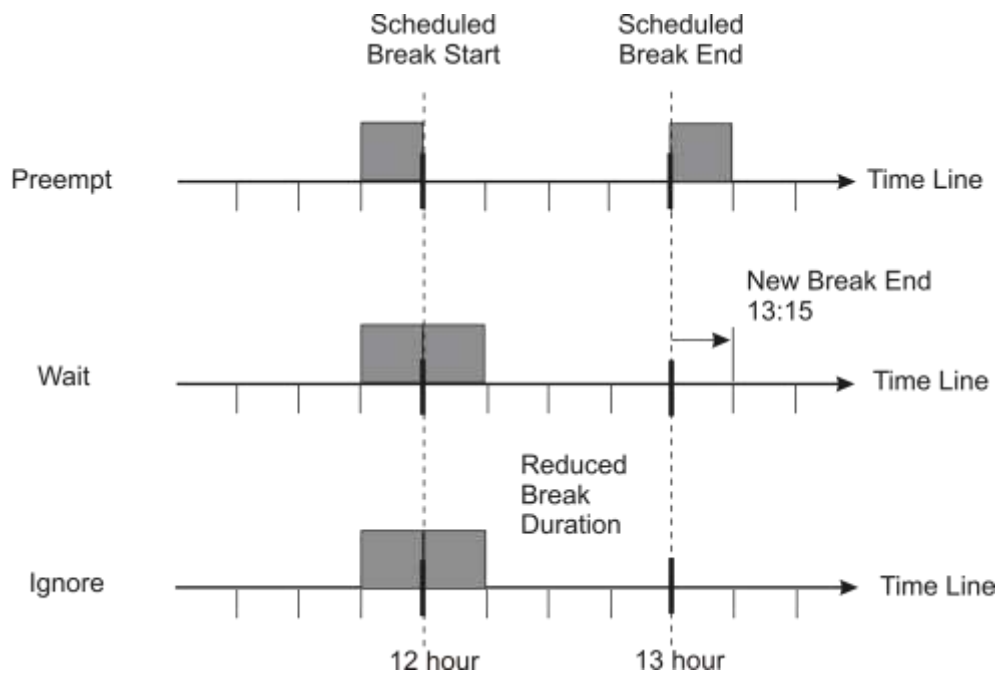 Scheduled
Break Start
Scheduled
Break End
Preempt
Time Line
New Break End
13:15
Wait
Time Line
Reduced
Break
Duration
Ignore
Time Line
12 hour
13 hour